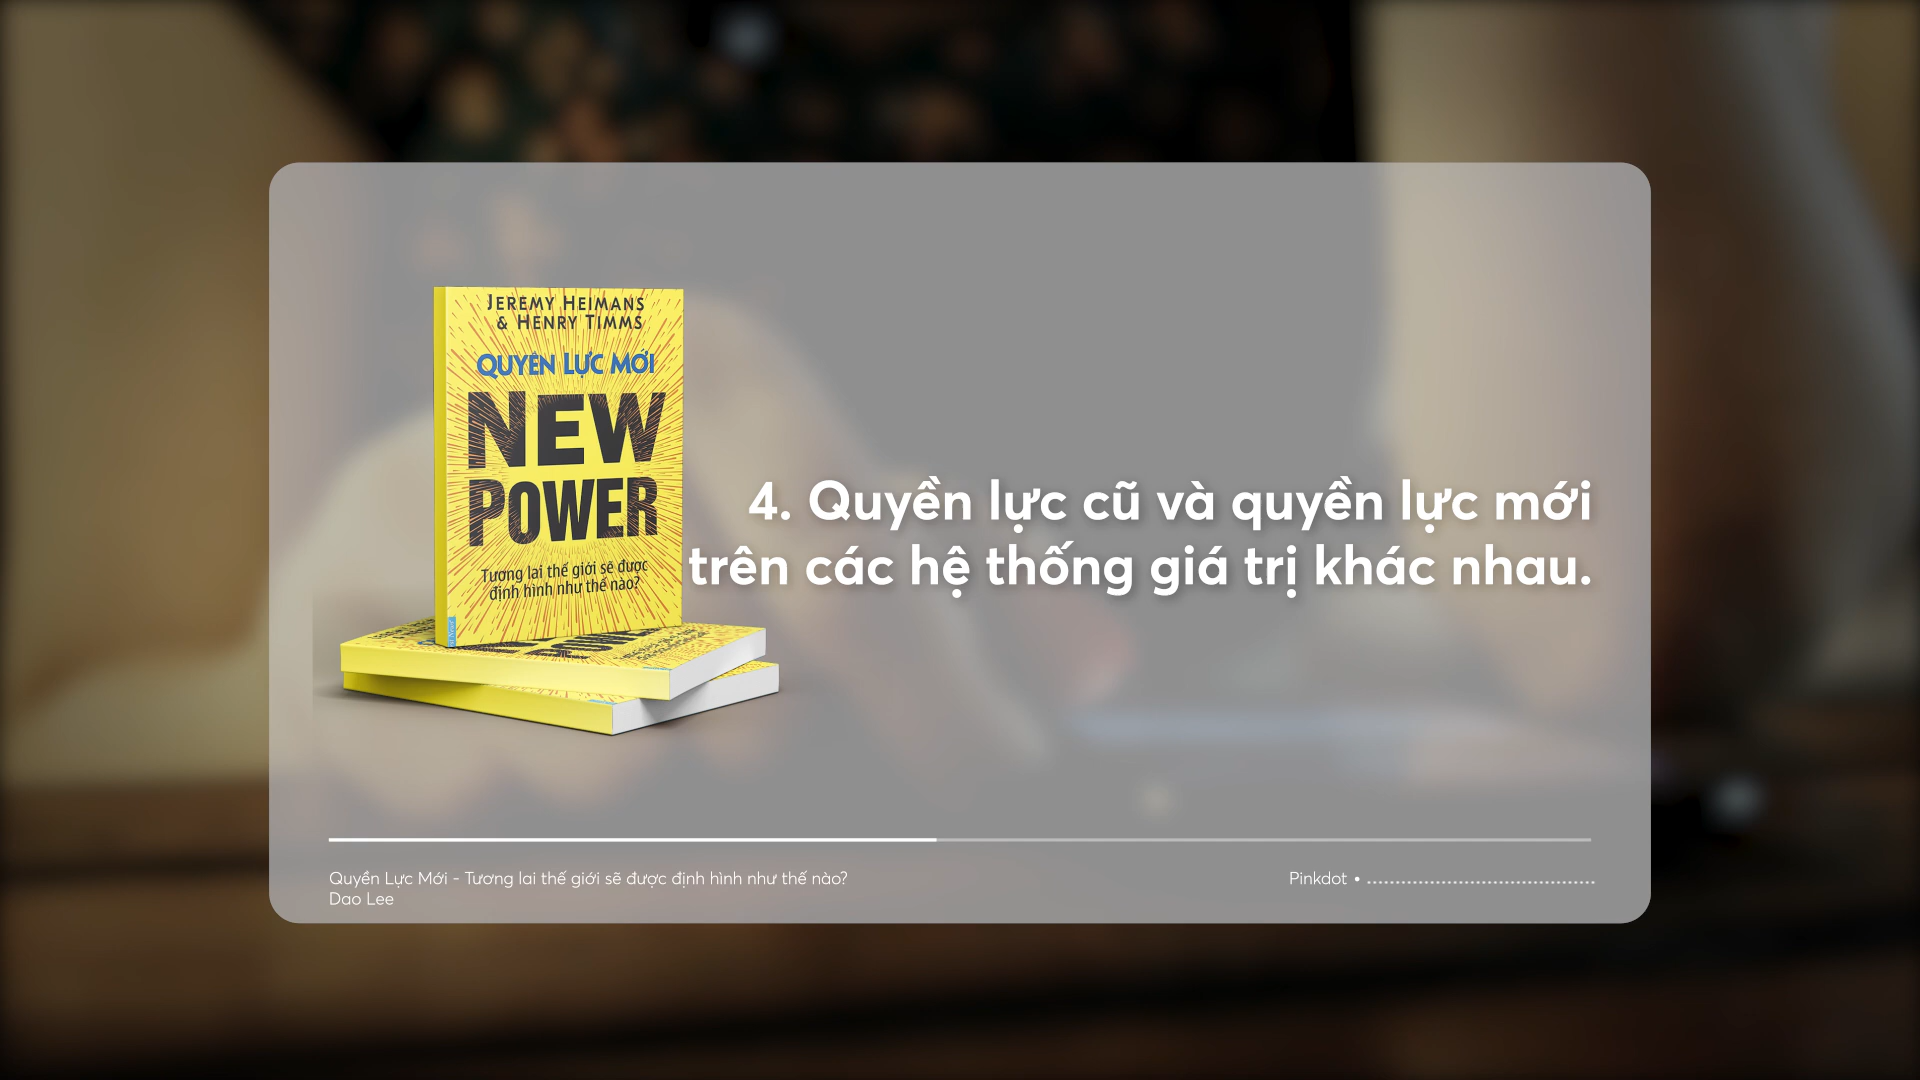 JEREMY HEIMANS
& HENRY TIMMS
QUYỀN LỰC MỚI
NEW
POWER
Tương lai thế giới sẽ được
định hình như thế nào?
4. Quyền lực cũ và quyền lực mới
trên các hệ thống giá trị khác nhau.
Quyền Lực Mới - Tương lai thế giới sẽ được định hình như thế nào?
Dao Lee
Pinkdot •